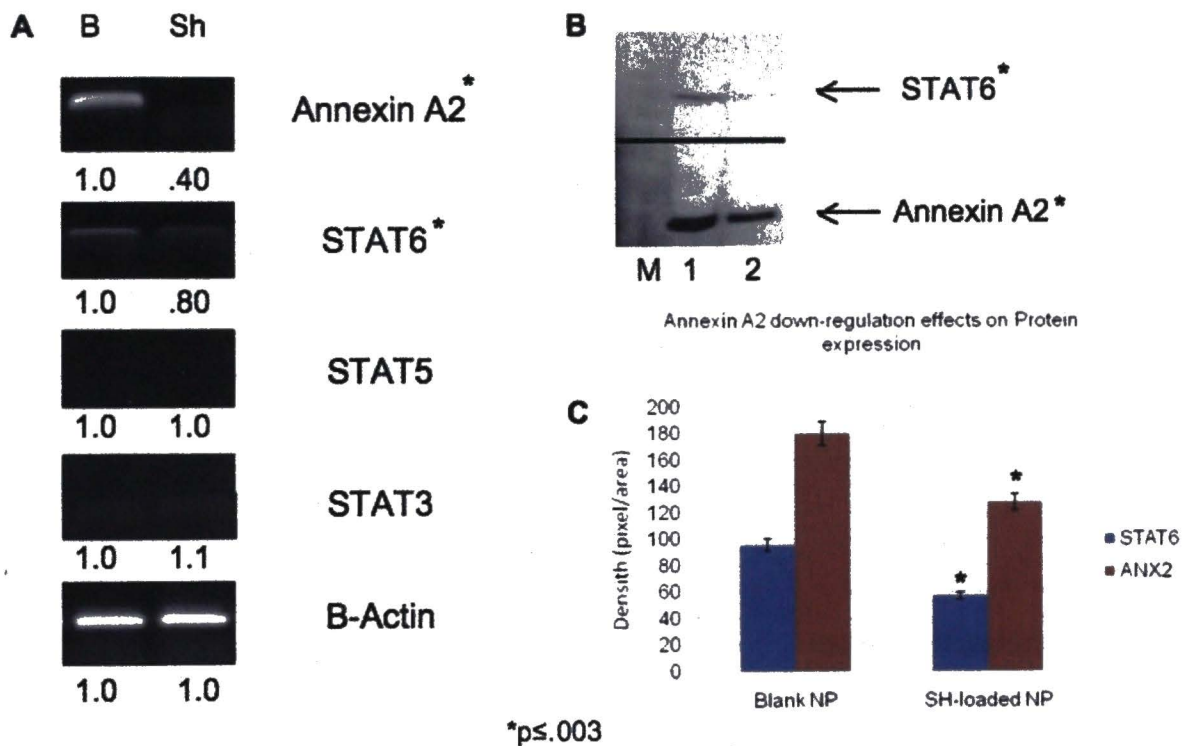 A
B Sh
Annexin A2*
1.0 .40
STAT6*
1.0 .80
STAT5
1.0 1.0
STAT3
1.0 1.1
B-Actin
1.0 1.0
B
STAT6*
Annexin A2*
M 1 2
Annexin A2 down-regulation effects on Protein
expression
C
Densith (pixel/area)
200
180
160
140
120
100
80
60
40
20
0
*
*
Blank NP
SH-loaded NP
STAT6
ANX2
*p≤.003